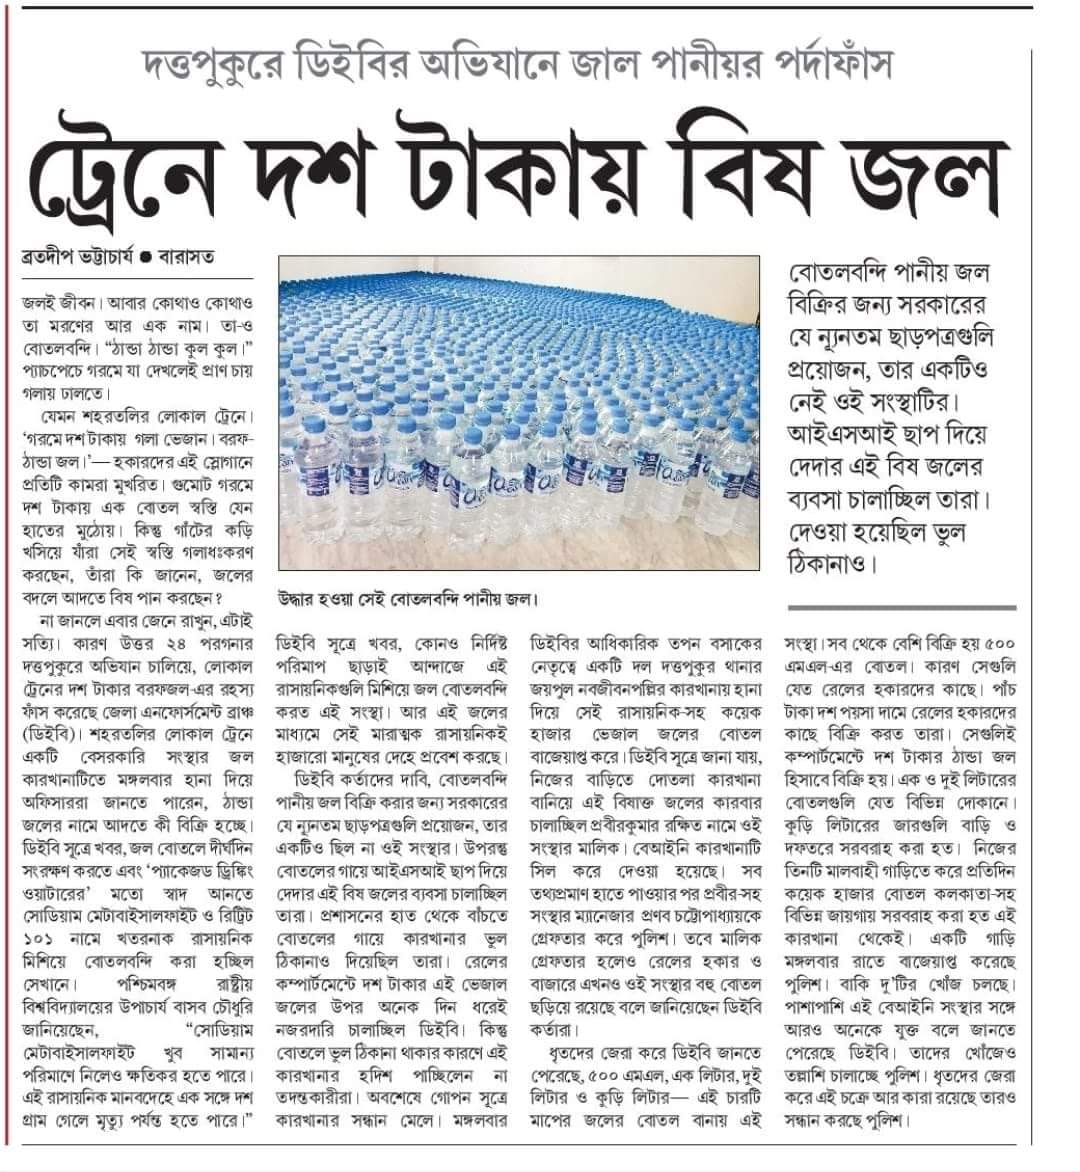 দত্তপুকুরে ডিইবির অভিযানে জাল পানীয়র পর্দাফাঁস
ট্রেনে দশ টাকায় বিষ জল
ব্রতদীপ ভট্টাচার্য ● বারাসত
জলই জীবন। আবার কোথাও কোথাও
তা মরণের আর এক নাম। তা-ও
বোতলবন্দি। “ঠান্ডা ঠান্ডা কুল কুল।”
প্যাচপেচে গরমে যা দেখলেই প্রাণ চায়
গলায় ঢালতে।
যেমন শহরতলির লোকাল ট্রেনে।
‘গরমে দশ টাকায় গলা ভেজান। বরফ-
ঠান্ডা জল।’— হকারদের এই স্লোগানে
প্রতিটি কামরা মুখরিত। গুমোট গরমে
দশ টাকায় এক বোতল স্বস্তি যেন
হাতের মুঠোয়। কিন্তু গাঁটের কড়ি
খসিয়ে যাঁরা সেই স্বস্তি গলাধঃকরণ
করছেন, তাঁরা কি জানেন, জলের
বদলে আদতে বিষ পান করছেন?
না জানলে এবার জেনে রাখুন, এটাই
সত্যি। কারণ উত্তর ২৪ পরগনার
দত্তপুকুরে অভিযান চালিয়ে, লোকাল
ট্রেনের দশ টাকার বরফজল-এর রহস্য
ফাঁস করেছে জেলা এনফোর্সমেন্ট ব্রাঞ্চ
(ডিইবি)। শহরতলির লোকাল ট্রেনে
একটি বেসরকারি সংস্থার জল
কারখানাটিতে মঙ্গলবার হানা দিয়ে
অফিসাররা জানতে পারেন, ঠান্ডা
জলের নামে আদতে কী বিক্রি হচ্ছে।
ডিইবি সূত্রে খবর, জল বোতলে দীর্ঘদিন
সংরক্ষণ করতে এবং ‘প্যাকেজড ড্রিঙ্কিং
ওয়াটারের’ মতো স্বাদ আনতে
সোডিয়াম মেটাবাইসালফাইট ও রিট্রিট
১০১ নামে খতরনাক রাসায়নিক
মিশিয়ে বোতলবন্দি করা হচ্ছিল
সেখানে। পশ্চিমবঙ্গ রাষ্ট্রীয়
বিশ্ববিদ্যালয়ের উপাচার্য বাসব চৌধুরি
জানিয়েছেন, “সোডিয়াম
মেটাবাইসালফাইট খুব সামান্য
পরিমাণে নিলেও ক্ষতিকর হতে পারে।
এই রাসায়নিক মানবদেহে এক সঙ্গে দশ
গ্রাম গেলে মৃত্যু পর্যন্ত হতে পারে।”
উদ্ধার হওয়া সেই বোতলবন্দি পানীয় জল।
ডিইবি সূত্রে খবর, কোনও নির্দিষ্ট
পরিমাপ ছাড়াই আন্দাজে এই
রাসায়নিকগুলি মিশিয়ে জল বোতলবন্দি
করত এই সংস্থা। আর এই জলের
মাধ্যমে সেই মারাত্মক রাসায়নিকই
হাজারো মানুষের দেহে প্রবেশ করছে।
ডিইবি কর্তাদের দাবি, বোতলবন্দি
পানীয় জল বিক্রি করার জন্য সরকারের
যে ন্যূনতম ছাড়পত্রগুলি প্রয়োজন, তার
একটিও ছিল না ওই সংস্থার। উপরন্তু
বোতলের গায়ে আইএসআই ছাপ দিয়ে
দেদার এই বিষ জলের ব্যবসা চালাচ্ছিল
তারা। প্রশাসনের হাত থেকে বাঁচতে
বোতলের গায়ে কারখানার ভুল
ঠিকানাও দিয়েছিল তারা। রেলের
কম্পার্টমেন্টে দশ টাকার এই ভেজাল
জলের উপর অনেক দিন ধরেই
নজরদারি চালাচ্ছিল ডিইবি। কিন্তু
বোতলে ভুল ঠিকানা থাকার কারণে এই
কারখানার হদিশ পাচ্ছিলেন না
তদন্তকারীরা। অবশেষে গোপন সূত্রে
কারখানার সন্ধান মেলে। মঙ্গলবার
ডিইবির আধিকারিক তপন বসাকের
নেতৃত্বে একটি দল দত্তপুকুর থানার
জয়পুল নবজীবনপল্লির কারখানায় হানা
দিয়ে সেই রাসায়নিক-সহ কয়েক
হাজার ভেজাল জলের বোতল
বাজেয়াপ্ত করে। ডিইবি সূত্রে জানা যায়,
নিজের বাড়িতে দোতলা কারখানা
বানিয়ে এই বিষাক্ত জলের কারবার
চালাচ্ছিল প্রবীরকুমার রক্ষিত নামে ওই
সংস্থার মালিক। বেআইনি কারখানাটি
সিল করে দেওয়া হয়েছে। সব
তথ্যপ্রমাণ হাতে পাওয়ার পর প্রবীর-সহ
সংস্থার ম্যানেজার প্রণব চট্টোপাধ্যায়কে
গ্রেফতার করে পুলিশ। তবে মালিক
গ্রেফতার হলেও রেলের হকার ও
বাজারে এখনও ওই সংস্থার বহু বোতল
ছড়িয়ে রয়েছে বলে জানিয়েছেন ডিইবি
কর্তারা।
ধৃতদের জেরা করে ডিইবি জানতে
পেরেছে, ৫০০ এমএল, এক লিটার, দুই
লিটার ও কুড়ি লিটার— এই চারটি
মাপের জলের বোতল বানায় এই
বোতলবন্দি পানীয় জল
বিক্রির জন্য সরকারের
যে ন্যূনতম ছাড়পত্রগুলি
প্রয়োজন, তার একটিও
নেই ওই সংস্থাটির।
আইএসআই ছাপ দিয়ে
দেদার এই বিষ জলের
ব্যবসা চালাচ্ছিল তারা।
দেওয়া হয়েছিল ভুল
ঠিকানাও।
সংস্থা। সব থেকে বেশি বিক্রি হয় ৫০০
এমএল-এর বোতল। কারণ সেগুলি
যেত রেলের হকারদের কাছে। পাঁচ
টাকা দশ পয়সা দামে রেলের হকারদের
কাছে বিক্রি করত তারা। সেগুলিই
কম্পার্টমেন্টে দশ টাকার ঠান্ডা জল
হিসাবে বিক্রি হয়। এক ও দুই লিটারের
বোতলগুলি যেত বিভিন্ন দোকানে।
কুড়ি লিটারের জারগুলি বাড়ি ও
দফতরে সরবরাহ করা হত। নিজের
তিনটি মালবাহী গাড়িতে করে প্রতিদিন
কয়েক হাজার বোতল কলকাতা-সহ
বিভিন্ন জায়গায় সরবরাহ করা হত এই
কারখানা থেকেই। একটি গাড়ি
মঙ্গলবার রাতে বাজেয়াপ্ত করেছে
পুলিশ। বাকি দু’টির খোঁজ চলছে।
পাশাপাশি এই বেআইনি সংস্থার সঙ্গে
আরও অনেকে যুক্ত বলে জানতে
পেরেছে ডিইবি। তাদের খোঁজেও
তল্লাশি চালাচ্ছে পুলিশ। ধৃতদের জেরা
করে এই চক্রে আর কারা রয়েছে তারও
সন্ধান করছে পুলিশ।